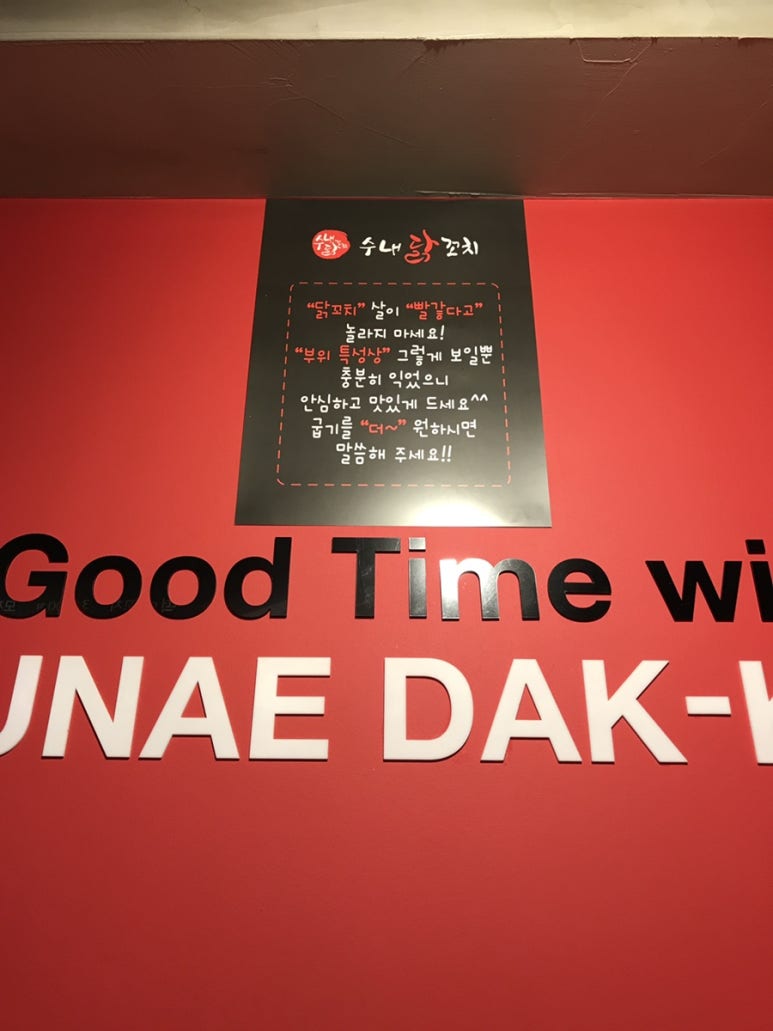 수내닭꼬치
"닭꼬치" 살이 "빨갛다고"
놀라지 마세요!
"부위 특성상" 그렇게 보일뿐
충분히 익었으니
안심하고 맛있게 드세요^^
굽기를 "더~" 원하시면
말씀해 주세요!!
Good Time wi
UNAE DAK-K